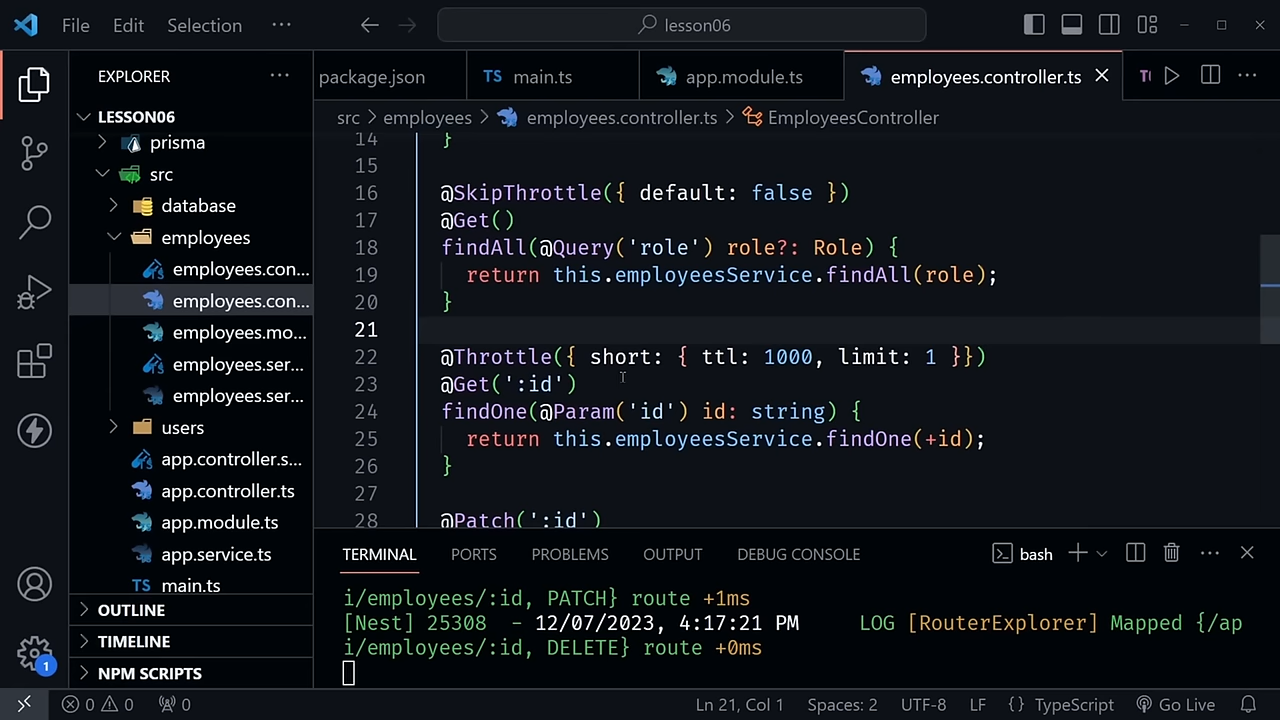 File Edit Selection ··· lesson06
EXPLORER ···
LESSON06
prisma
src
database
employees
employees.con...
employees.con...
employees.mo...
employees.ser...
employees.ser...
users
app.controller.s...
app.controller.ts
app.module.ts
app.service.ts
TS main.ts
OUTLINE
TIMELINE
NPM SCRIPTS
1
package.json TS main.ts app.module.ts employees.controller.ts
src > employees > employees.controller.ts > EmployeesController
14 }
15
16 @SkipThrottle({ default: false })
17 @Get()
18 findAll(@Query('role') role?: Role) {
19 return this.employeesService.findAll(role);
20 }
21
22 @Throttle({ short: { ttl: 1000, limit: 1 }})
23 @Get(':id')
24 findOne(@Param('id') id: string) {
25 return this.employeesService.findOne(+id);
26 }
27
28 @Patch(':id')
TERMINAL PORTS PROBLEMS OUTPUT DEBUG CONSOLE bash
i/employees/:id, PATCH} route +1ms
[Nest] 25308 - 12/07/2023, 4:17:21 PM LOG [RouterExplorer] Mapped {/ap
i/employees/:id, DELETE} route +0ms
0 0 0 Ln 21, Col 1 Spaces: 2 UTF-8 LF {} TypeScript Go Live